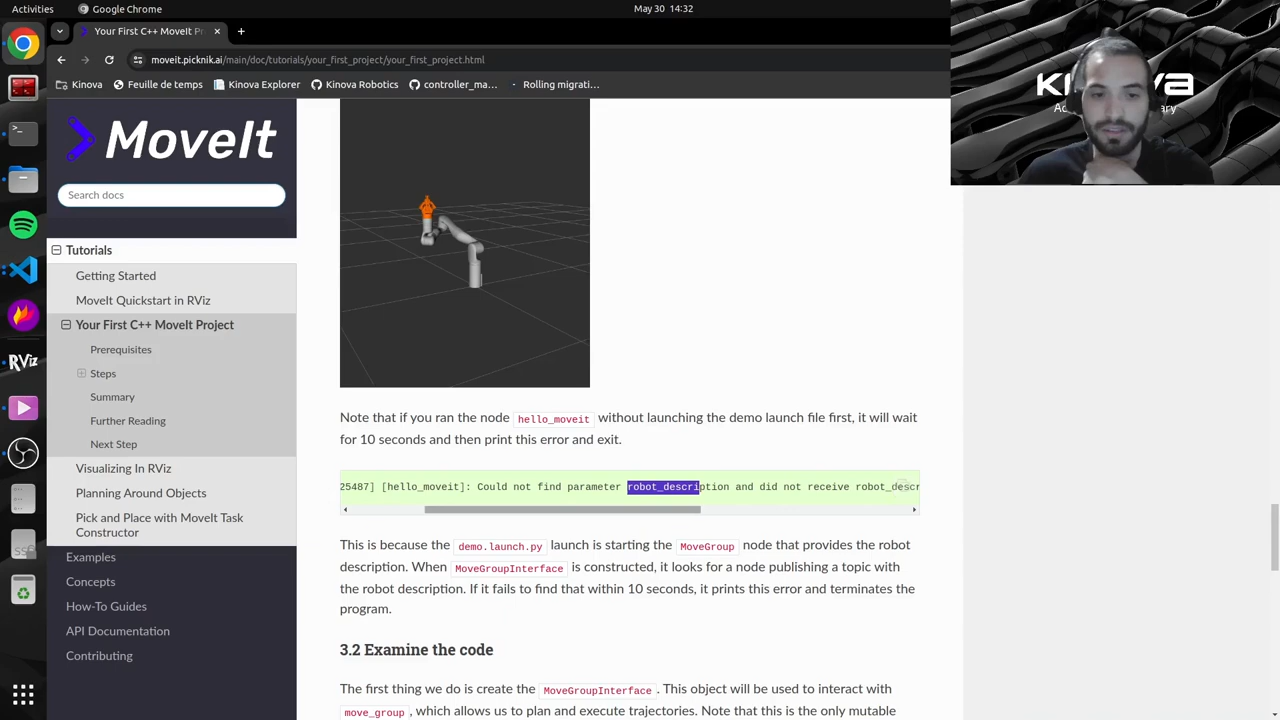 Activities
Google Chrome
May 30 14:32
Your First C++ MoveIt P
moveit.picknik.ai/main/doc/tutorials/your_first_project/your_first_project.html
Kinova
Feuille de temps
Kinova Explorer
Kinova Robotics
controller_ma...
Rolling migrati...
MoveIt
Search docs
Tutorials
Getting Started
MoveIt Quickstart in RViz
Your First C++ MoveIt Project
Prerequisites
Steps
Summary
Further Reading
Next Step
Visualizing In RViz
Planning Around Objects
Pick and Place with MoveIt Task
Constructor
Examples
Concepts
How-To Guides
API Documentation
Contributing
RViz
Note that if you ran the node hello_moveit without launching the demo launch file first, it will wait
for 10 seconds and then print this error and exit.
25487] [hello_moveit]: Could not find parameter robot_description and did not receive robot_descr
This is because the demo.launch.py launch is starting the MoveGroup node that provides the robot
description. When MoveGroupInterface is constructed, it looks for a node publishing a topic with
the robot description. If it fails to find that within 10 seconds, it prints this error and terminates the
program.
3.2 Examine the code
The first thing we do is create the MoveGroupInterface. This object will be used to interact with
move_group, which allows us to plan and execute trajectories. Note that this is the only mutable